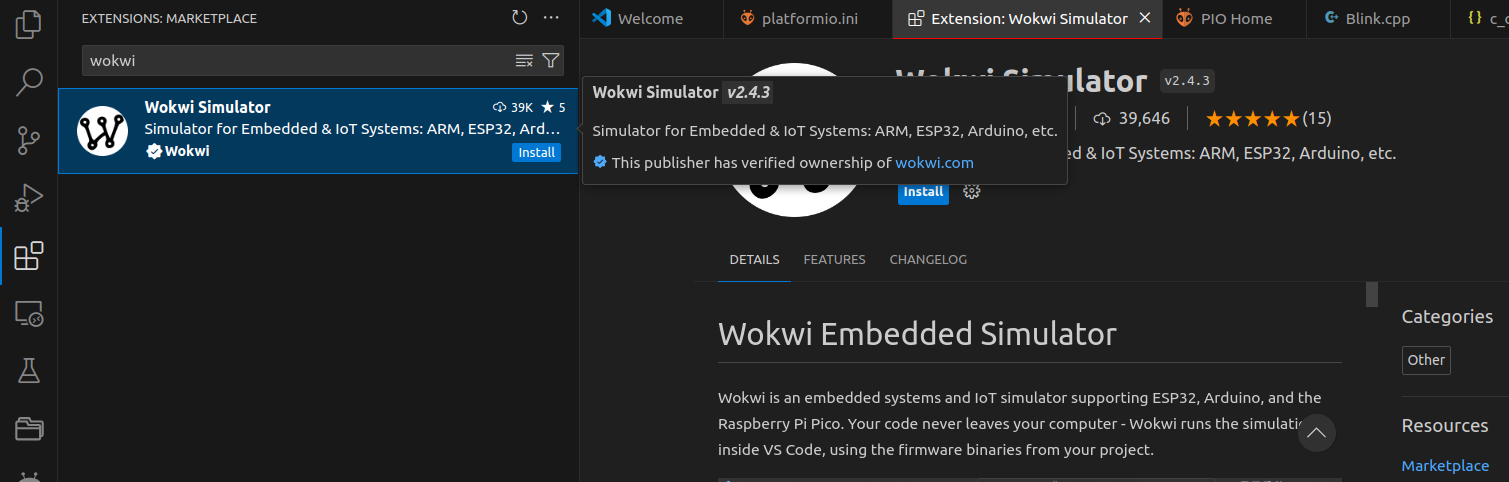 EXTENSIONS: MARKETPLACE
wokwi
Wokwi Simulator 39K ★ 5
Simulator for Embedded & IoT Systems: ARM, ESP32, Ard...
Wokwi Install
Welcome platformio.ini Extension: Wokwi Simulator PIO Home Blink.cpp {} c_c
Wokwi Simulator v2.4.3
Wokwi Simulator v2.4.3
39,646 ★★★★★(15)
Simulator for Embedded & IoT Systems: ARM, ESP32, Arduino, etc.
d & IoT Systems: ARM, ESP32, Arduino, etc.
This publisher has verified ownership of wokwi.com
Install
DETAILS FEATURES CHANGELOG
Wokwi Embedded Simulator
Wokwi is an embedded systems and IoT simulator supporting ESP32, Arduino, and the
Raspberry Pi Pico. Your code never leaves your computer - Wokwi runs the simulation
inside VS Code, using the firmware binaries from your project.
Categories
Other
Resources
Marketplace